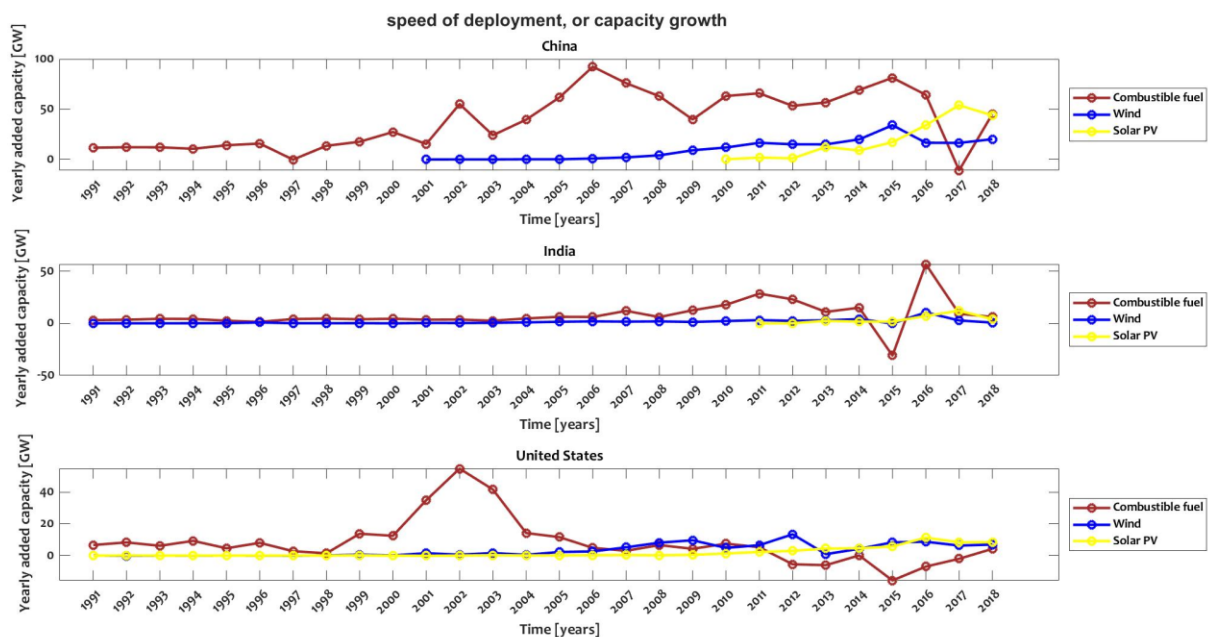 speed of deployment, or capacity growth
China
Yearly added capacity [GW]
100
50
0
1991 1992 1993 1994 1995 1996 1997 1998 1999 2000 2001 2002 2003 2004 2005 2006 2007 2008 2009 2010 2011 2012 2013 2014 2015 2016 2017 2018
Time [years]
Combustible fuel
Wind
Solar PV
India
Yearly added capacity [GW]
50
0
-50
1991 1992 1993 1994 1995 1996 1997 1998 1999 2000 2001 2002 2003 2004 2005 2006 2007 2008 2009 2010 2011 2012 2013 2014 2015 2016 2017 2018
Time [years]
Combustible fuel
Wind
Solar PV
United States
Yearly added capacity [GW]
40
20
0
1991 1992 1993 1994 1995 1996 1997 1998 1999 2000 2001 2002 2003 2004 2005 2006 2007 2008 2009 2010 2011 2012 2013 2014 2015 2016 2017 2018
Time [years]
Combustible fuel
Wind
Solar PV